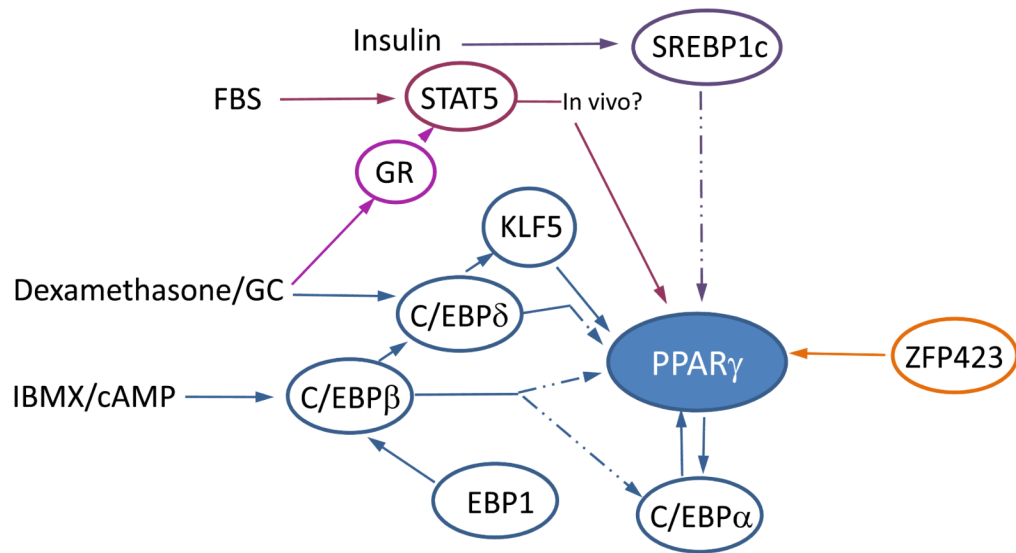 Insulin
SREBP1c
FBS
STAT5
In vivo?
GR
KLF5
Dexamethasone/GC
C/EBPδ
PPARγ
ZFP423
IBMX/cAMP
C/EBPβ
EBP1
C/EBPα